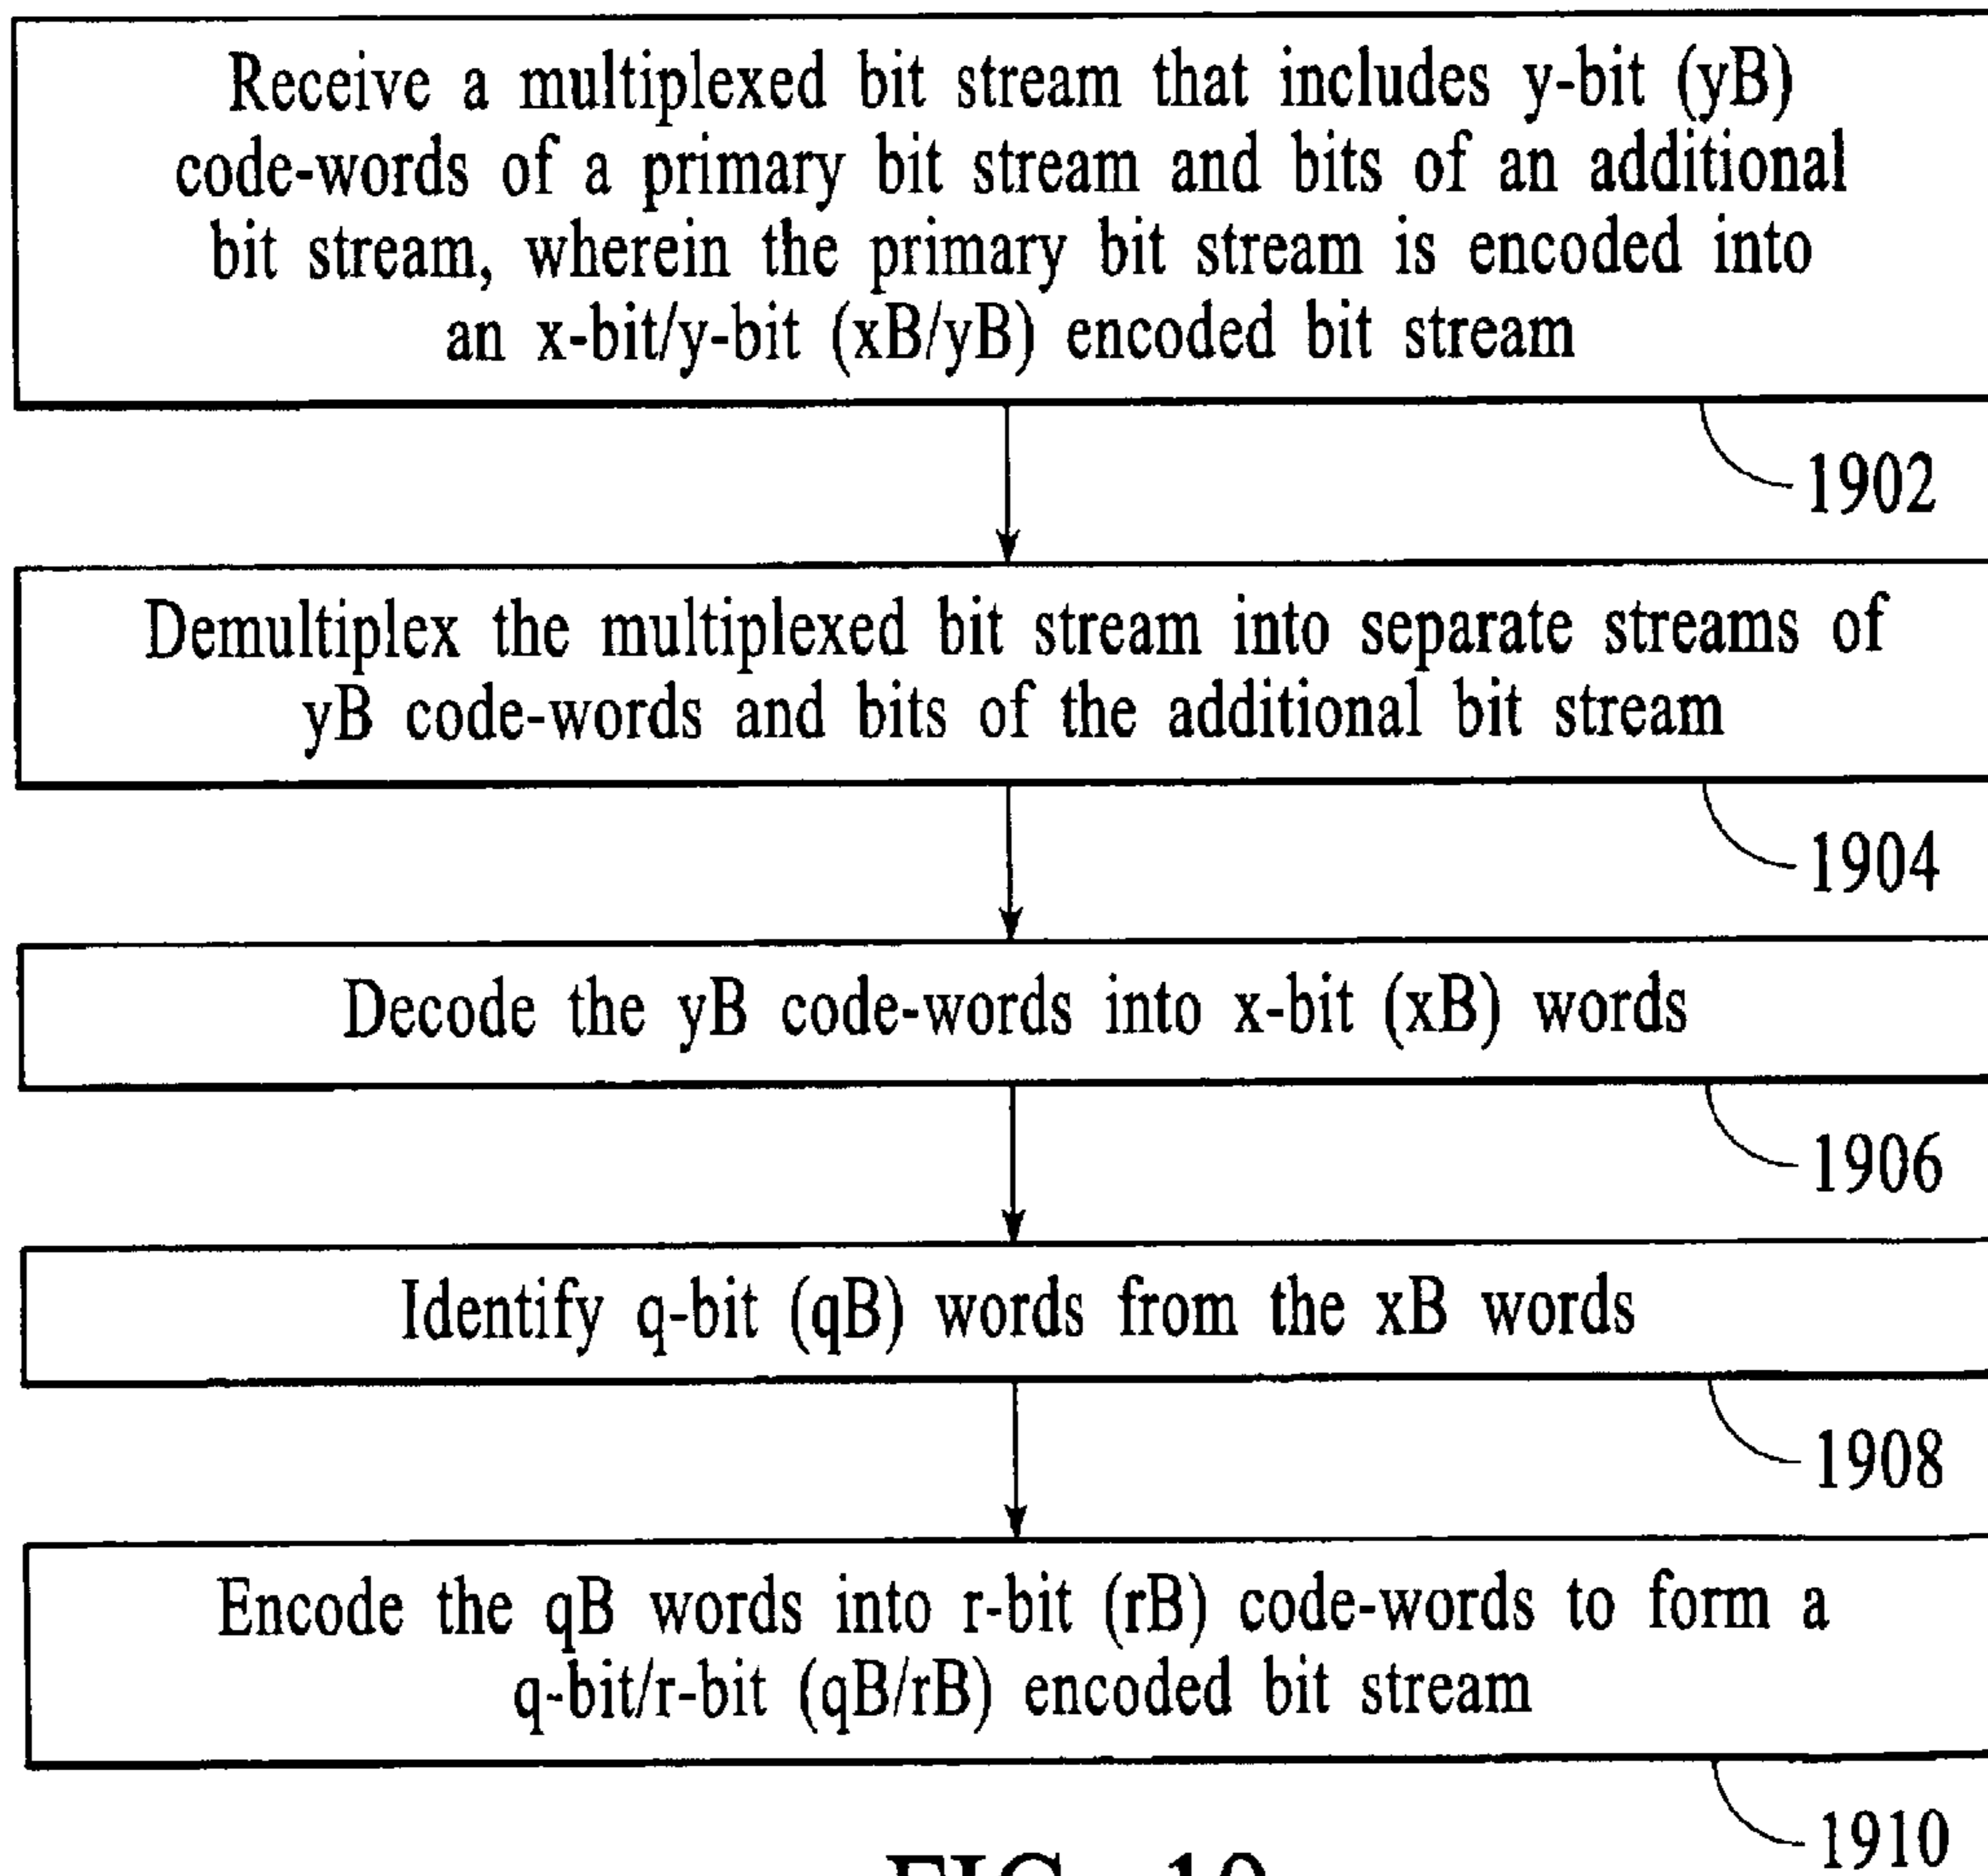 Receive a multiplexed bit stream that includes y-bit (yB)
code-words of a primary bit stream and bits of an additional
bit stream, wherein the primary bit stream is encoded into
an x-bit/y-bit (xB/yB) encoded bit stream
1902
Demultiplex the multiplexed bit stream into separate streams of
yB code-words and bits of the additional bit stream
1904
Decode the yB code-words into x-bit (xB) words
1906
Identify q-bit (qB) words from the xB words
1908
Encode the qB words into r-bit (rB) code-words to form a
q-bit/r-bit (qB/rB) encoded bit stream
1910
FIG. 19